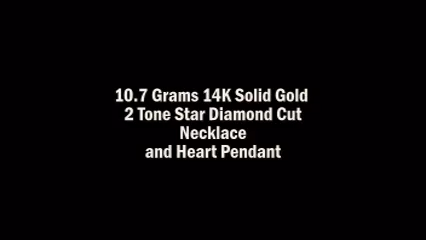 10.7 Grams 14K Solid Gold
2 Tone Star Diamond Cut
Necklace
and Heart Pendant